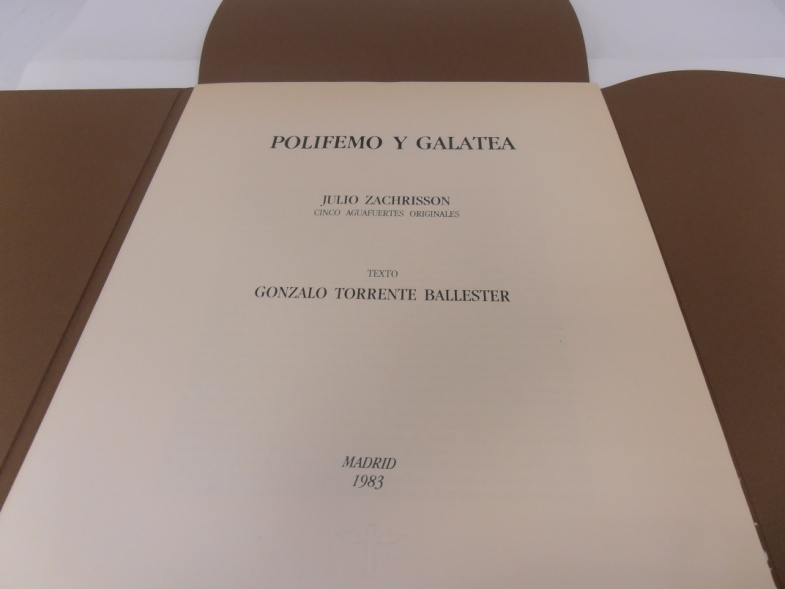 POLIFEMO Y GALATEA
JULIO ZACHRISSON
CINCO AGUAFUERTES ORIGINALES
TEXTO
GONZALO TORRENTE BALLESTER
MADRID
1983